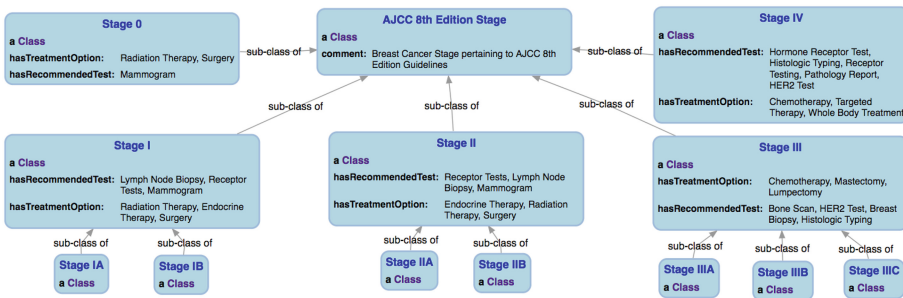 Stage 0
a Class
hasTreatmentOption: Radiation Therapy, Surgery
hasRecommendedTest: Mammogram
sub-class of
AJCC 8th Edition Stage
a Class
comment: Breast Cancer Stage pertaining to AJCC 8th
Edition Guidelines
sub-class of
Stage IV
a Class
hasRecommendedTest: Hormone Receptor Test,
Histologic Typing, Receptor
Testing, Pathology Report,
HER2 Test
hasTreatmentOption: Chemotherapy, Targeted
Therapy, Whole Body Treatment
sub-class of
sub-class of
sub-class of
Stage I
a Class
hasRecommendedTest: Lymph Node Biopsy, Receptor
Tests, Mammogram
hasTreatmentOption: Radiation Therapy, Endocrine
Therapy, Surgery
Stage II
a Class
hasRecommendedTest: Receptor Tests, Lymph Node
Biopsy, Mammogram
hasTreatmentOption: Endocrine Therapy, Radiation
Therapy, Surgery
Stage III
a Class
hasTreatmentOption: Chemotherapy, Mastectomy,
Lumpectomy
hasRecommendedTest: Bone Scan, HER2 Test, Breast
Biopsy, Histologic Typing
sub-class of
sub-class of
sub-class of
sub-class of
sub-class of
sub-class of
sub-class of
Stage IA
a Class
Stage IB
a Class
Stage IIA
a Class
Stage IIB
a Class
Stage IIIA
a Class
Stage IIIB
a Class
Stage IIIC
a Class